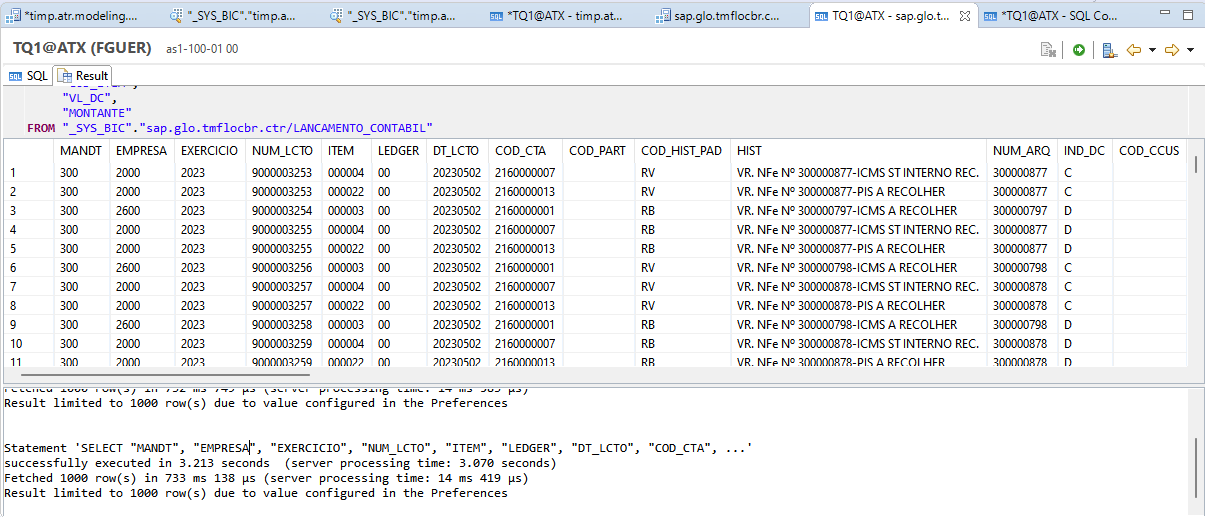 *timp.atr.modeling....
"_SYS_BIC"."timp.a...
"_SYS_BIC"."timp.a...
*TQ1@ATX - timp.at...
sap.glo.tmflocbr.c...
TQ1@ATX - sap.glo.t...
*TQ1@ATX - SQL Co...
TQ1@ATX (FGUER) as1-100-01 00
SQL Result
"VL_DC",
"MONTANTE"
FROM "_SYS_BIC"."sap.glo.tmflocbr.ctr/LANCAMENTO_CONTABIL"
MANDT EMPRESA EXERCICIO NUM_LCTO ITEM LEDGER DT_LCTO COD_CTA COD_PART COD_HIST_PAD HIST NUM_ARQ IND_DC COD_CCUS
1 300 2000 2023 9000003253 000004 00 20230502 2160000007 RV VR. NFe Nº 300000877-ICMS ST INTERNO REC. 300000877 C
2 300 2000 2023 9000003253 000022 00 20230502 2160000013 RV VR. NFe Nº 300000877-PIS A RECOLHER 300000877 C
3 300 2600 2023 9000003254 000003 00 20230502 2160000001 RB VR. NFe Nº 300000797-ICMS A RECOLHER 300000797 D
4 300 2000 2023 9000003255 000004 00 20230502 2160000007 RB VR. NFe Nº 300000877-ICMS ST INTERNO REC. 300000877 D
5 300 2000 2023 9000003255 000022 00 20230502 2160000013 RB VR. NFe Nº 300000877-PIS A RECOLHER 300000877 D
6 300 2600 2023 9000003256 000003 00 20230502 2160000001 RV VR. NFe Nº 300000798-ICMS A RECOLHER 300000798 C
7 300 2000 2023 9000003257 000004 00 20230502 2160000007 RV VR. NFe Nº 300000878-ICMS ST INTERNO REC. 300000878 C
8 300 2000 2023 9000003257 000022 00 20230502 2160000013 RV VR. NFe Nº 300000878-PIS A RECOLHER 300000878 C
9 300 2600 2023 9000003258 000003 00 20230502 2160000001 RB VR. NFe Nº 300000798-ICMS A RECOLHER 300000798 D
10 300 2000 2023 9000003259 000004 00 20230502 2160000007 RB VR. NFe Nº 300000878-ICMS ST INTERNO REC. 300000878 D
11 300 2000 2023 9000003259 000022 00 20230502 2160000013 RB VR. NFe Nº 300000878-PIS A RECOLHER 300000878 D
Fetched 1000 row(s) in 752 ms 749 µs (server processing time: 14 ms
Result limited to 1000 row(s) due to value configured in the Preferences
Statement 'SELECT "MANDT", "EMPRESA", "EXERCICIO", "NUM_LCTO", "ITEM", "LEDGER", "DT_LCTO", "COD_CTA", ...'
successfully executed in 3.213 seconds (server processing time: 3.070 seconds)
Fetched 1000 row(s) in 733 ms 138 µs (server processing time: 14 ms 419 µs)
Result limited to 1000 row(s) due to value configured in the Preferences